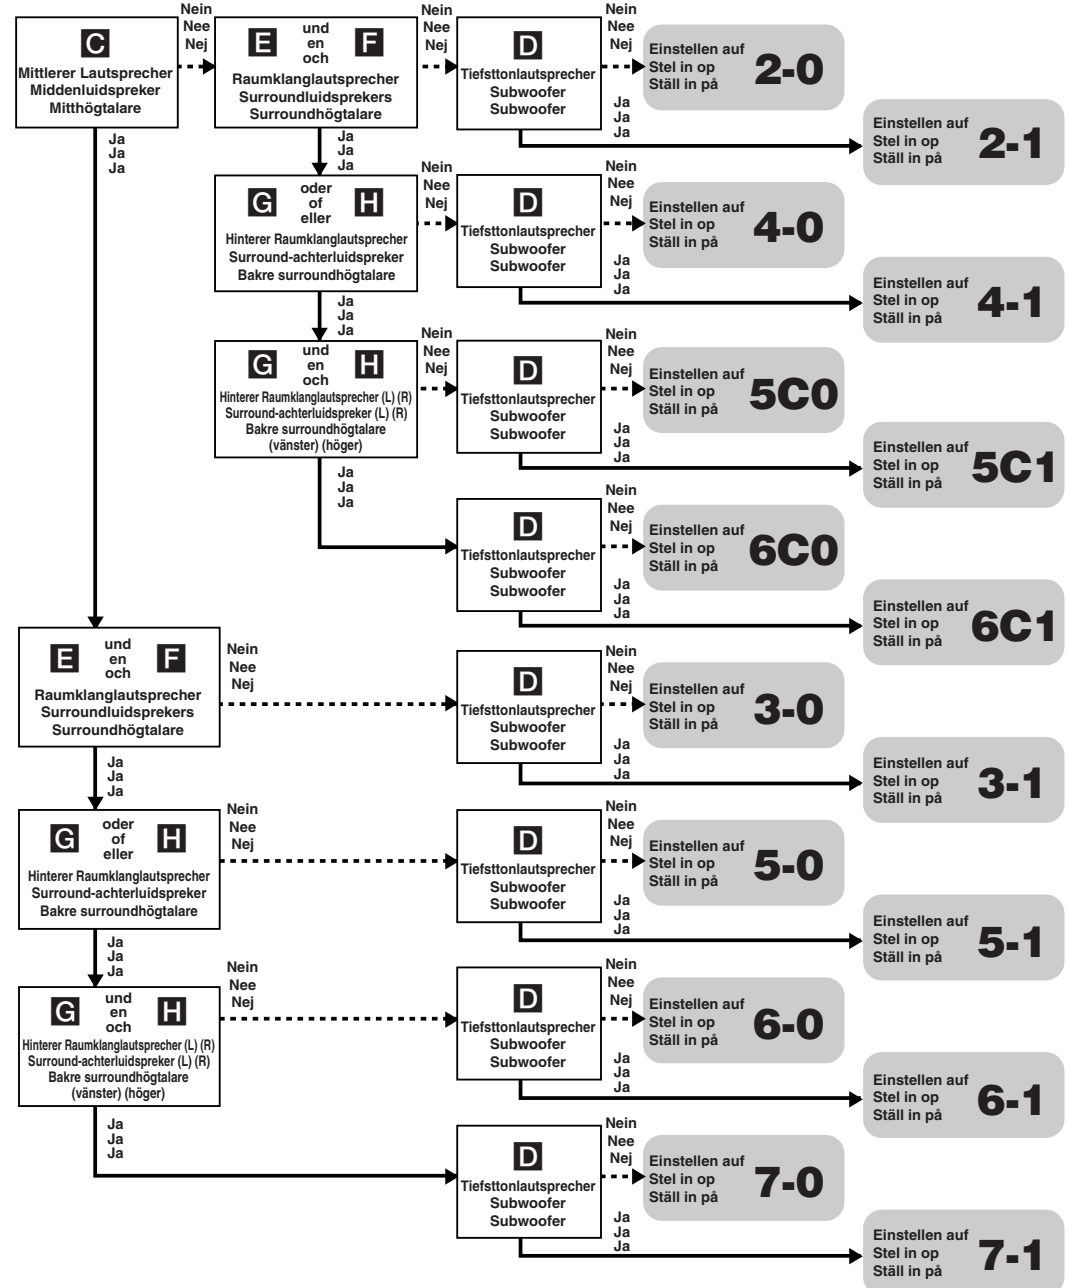 C
Mittlerer Lautsprecher
Middenluidspreker
Mitthögtalare
Nein
Nee
Nej
E und F
en
och
Raumklanglautsprecher
Surroundluidsprekers
Surroundhögtalare
Nein
Nee
Nej
D
Tiefsttonlautsprecher
Subwoofer
Subwoofer
Nein
Nee
Nej
Einstellen auf
Stel in op
Ställ in på
2-0
Ja
Ja
Ja
Einstellen auf
Stel in op
Ställ in på
2-1
Ja
Ja
Ja
Ja
Ja
Ja
G oder H
of
eller
Hinterer Raumklanglautsprecher
Surround-achterluidspreker
Bakre surroundhögtalare
Nein
Nee
Nej
D
Tiefsttonlautsprecher
Subwoofer
Subwoofer
Nein
Nee
Nej
Einstellen auf
Stel in op
Ställ in på
4-0
Ja
Ja
Ja
Einstellen auf
Stel in op
Ställ in på
4-1
Ja
Ja
Ja
G und H
en
och
Hinterer Raumklanglautsprecher (L) (R)
Surround-achterluidspreker (L) (R)
Bakre surroundhögtalare
(vänster) (höger)
Nein
Nee
Nej
D
Tiefsttonlautsprecher
Subwoofer
Subwoofer
Nein
Nee
Nej
Einstellen auf
Stel in op
Ställ in på
5C0
Ja
Ja
Ja
Einstellen auf
Stel in op
Ställ in på
5C1
Ja
Ja
Ja
D
Tiefsttonlautsprecher
Subwoofer
Subwoofer
Nein
Nee
Nej
Einstellen auf
Stel in op
Ställ in på
6C0
Ja
Ja
Ja
Einstellen auf
Stel in op
Ställ in på
6C1
E und F
en
och
Raumklanglautsprecher
Surroundluidsprekers
Surroundhögtalare
Nein
Nee
Nej
D
Tiefsttonlautsprecher
Subwoofer
Subwoofer
Nein
Nee
Nej
Einstellen auf
Stel in op
Ställ in på
3-0
Ja
Ja
Ja
Einstellen auf
Stel in op
Ställ in på
3-1
Ja
Ja
Ja
G oder H
of
eller
Hinterer Raumklanglautsprecher
Surround-achterluidspreker
Bakre surroundhögtalare
Nein
Nee
Nej
D
Tiefsttonlautsprecher
Subwoofer
Subwoofer
Nein
Nee
Nej
Einstellen auf
Stel in op
Ställ in på
5-0
Ja
Ja
Ja
Einstellen auf
Stel in op
Ställ in på
5-1
Ja
Ja
Ja
G und H
en
och
Hinterer Raumklanglautsprecher (L) (R)
Surround-achterluidspreker (L) (R)
Bakre surroundhögtalare
(vänster) (höger)
Nein
Nee
Nej
D
Tiefsttonlautsprecher
Subwoofer
Subwoofer
Nein
Nee
Nej
Einstellen auf
Stel in op
Ställ in på
6-0
Ja
Ja
Ja
Einstellen auf
Stel in op
Ställ in på
6-1
Ja
Ja
Ja
D
Tiefsttonlautsprecher
Subwoofer
Subwoofer
Nein
Nee
Nej
Einstellen auf
Stel in op
Ställ in på
7-0
Ja
Ja
Ja
Einstellen auf
Stel in op
Ställ in på
7-1